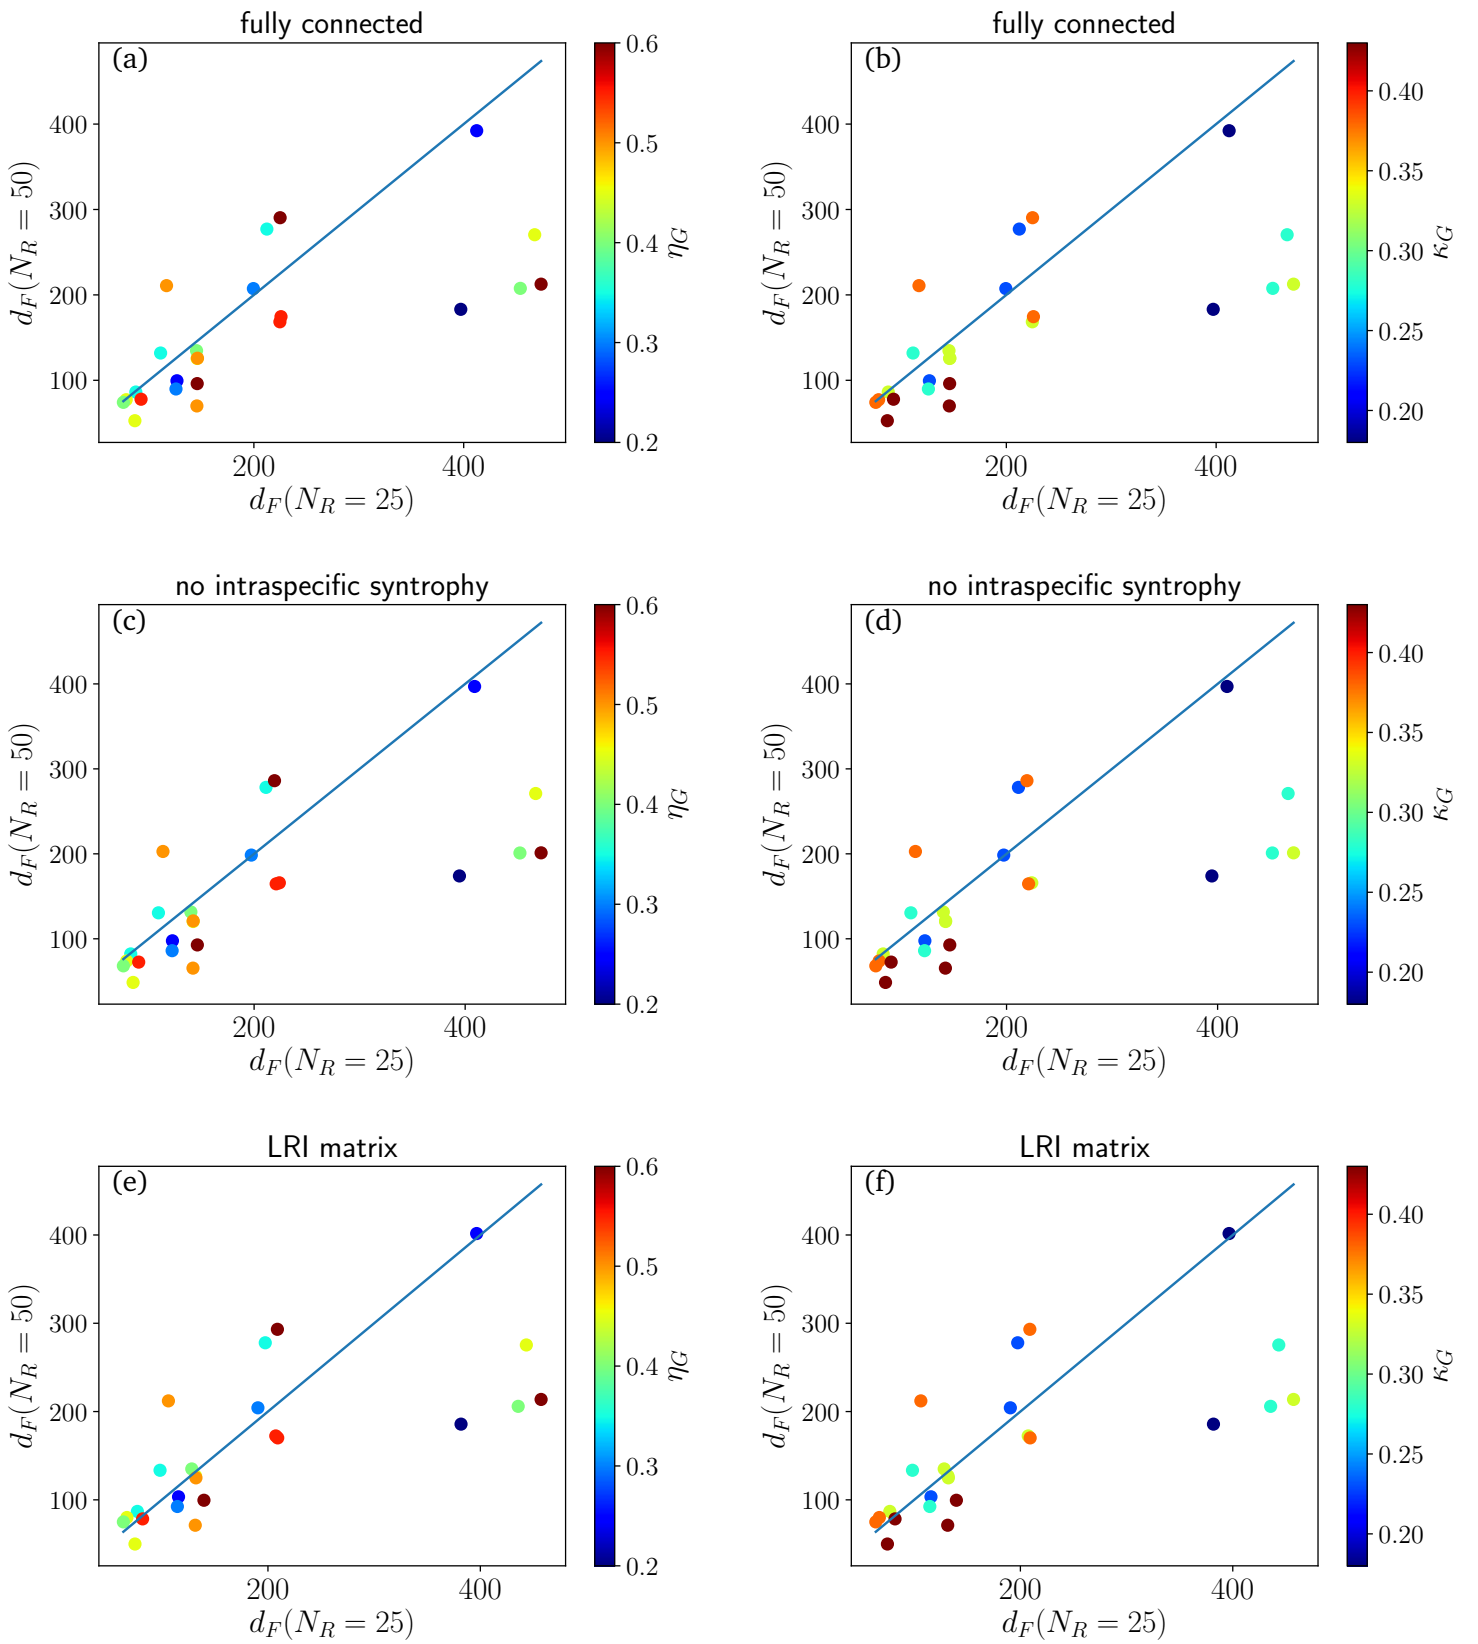 fully connected
(a)
400
300
200
100
200
400
d_F(N_R = 25)
d_F(N_R = 50)
0.6
0.5
0.4
0.3
0.2
η_G
fully connected
(b)
400
300
200
100
200
400
d_F(N_R = 25)
d_F(N_R = 50)
0.40
0.35
0.30
0.25
0.20
κ_G
no intraspecific syntrophy
(c)
400
300
200
100
200
400
d_F(N_R = 25)
d_F(N_R = 50)
0.6
0.5
0.4
0.3
0.2
η_G
no intraspecific syntrophy
(d)
400
300
200
100
200
400
d_F(N_R = 25)
d_F(N_R = 50)
0.40
0.35
0.30
0.25
0.20
κ_G
LRI matrix
(e)
400
300
200
100
200
400
d_F(N_R = 25)
d_F(N_R = 50)
0.6
0.5
0.4
0.3
0.2
η_G
LRI matrix
(f)
400
300
200
100
200
400
d_F(N_R = 25)
d_F(N_R = 50)
0.40
0.35
0.30
0.25
0.20
κ_G